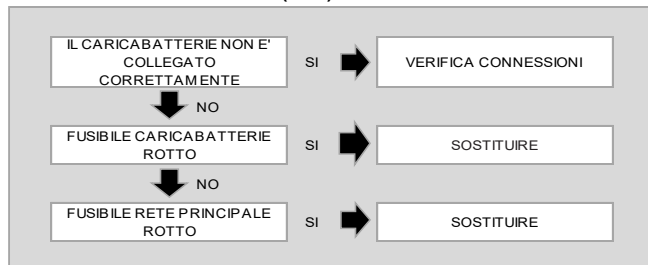 IL CARICABATTERIE NON E'
COLLEGATO
CORRETTAMENTE
SI
VERIFICA CONNESSIONI
NO
FUSIBILE CARICABATTERIE
ROTTO
SI
SOSTITUIRE
NO
FUSIBILE RETE PRINCIPALE
ROTTO
SI
SOSTITUIRE